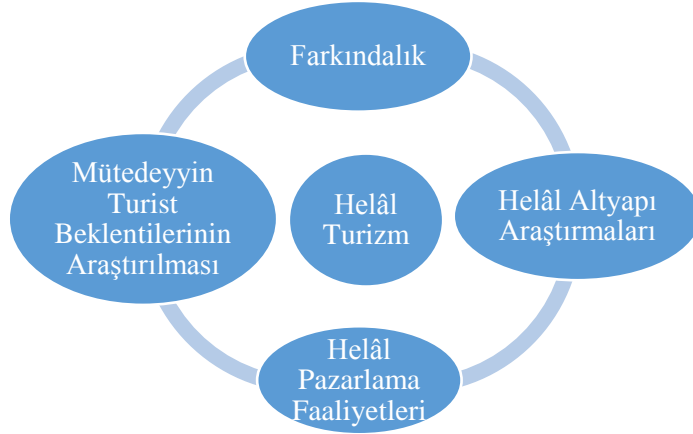 Farkındalık
Mütedeyyin
Turist
Beklentilerinin
Araştırılması
Helâl
Turizm
Helâl Altyapı
Araştırmaları
Helâl
Pazarlama
Faaliyetleri